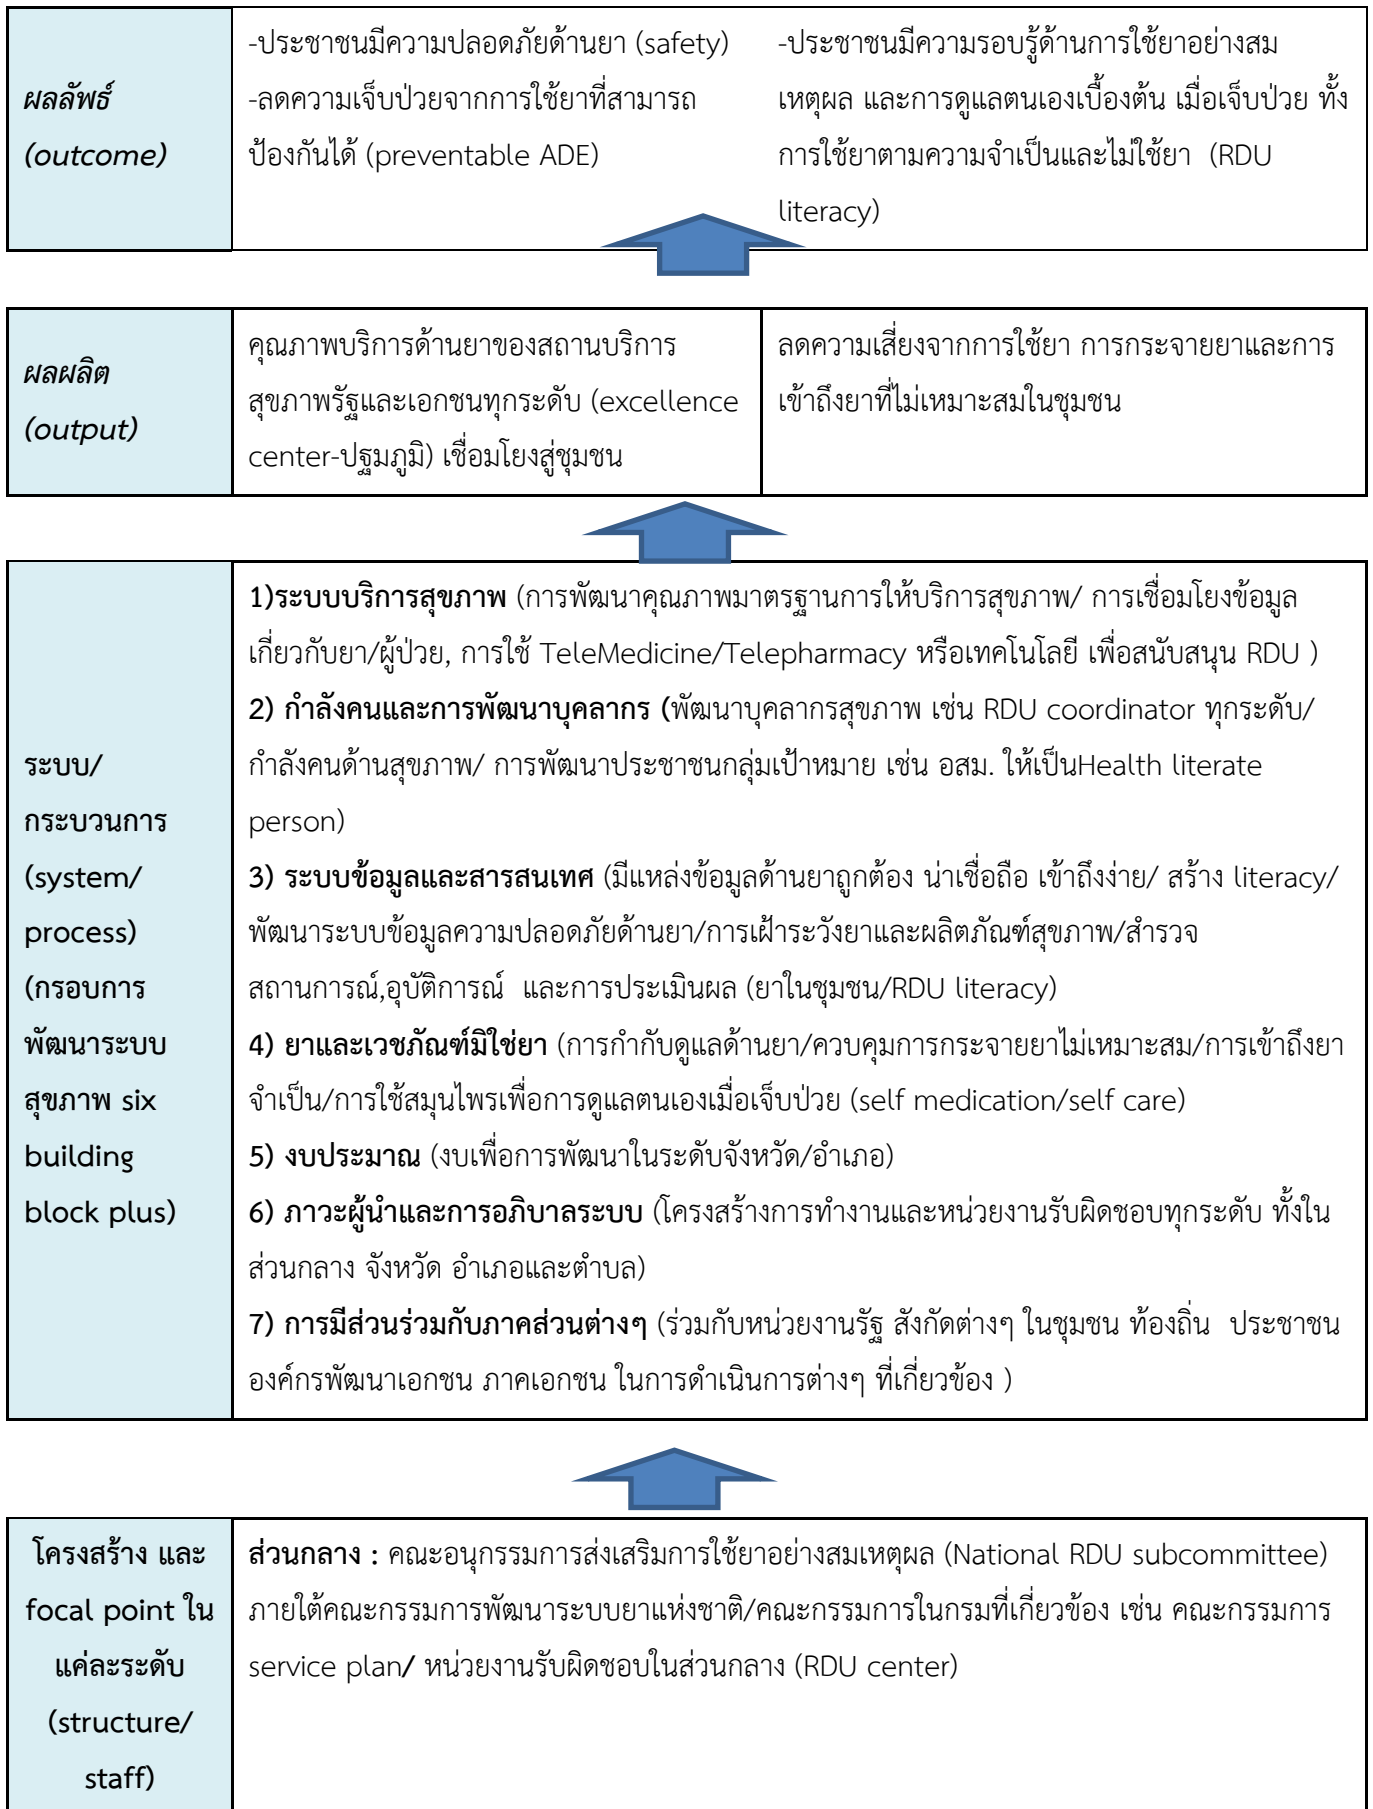 ผลลัพธ์
(outcome)
-ประชาชนมีความปลอดภัยด้านยา (safety)
-ลดความเจ็บป่วยจากการใช้ยาที่สามารถ
ป้องกันได้ (preventable ADE)
-ประชาชนมีความรอบรู้ด้านการใช้ยาอย่างสม
เหตุผล และการดูแลตนเองเบื้องต้น เมื่อเจ็บป่วย ทั้ง
การใช้ยาตามความจำเป็นและไม่ใช้ยา (RDU
literacy)
ผลผลิต
(output)
คุณภาพบริการด้านยาของสถานบริการ
สุขภาพรัฐและเอกชนทุกระดับ (excellence
center-ปฐมภูมิ) เชื่อมโยงสู่ชุมชน
ลดความเสี่ยงจากการใช้ยา การกระจายยาและการ
เข้าถึงยาที่ไม่เหมาะสมในชุมชน
ระบบ/
กระบวนการ
(system/
process)
(กรอบการ
พัฒนาระบบ
สุขภาพ six
building
block plus)
1)ระบบบริการสุขภาพ (การพัฒนาคุณภาพมาตรฐานการให้บริการสุขภาพ/ การเชื่อมโยงข้อมูล
เกี่ยวกับยา/ผู้ป่วย, การใช้ TeleMedicine/Telepharmacy หรือเทคโนโลยี เพื่อสนับสนุน RDU )
2) กำลังคนและการพัฒนาบุคลากร (พัฒนาบุคลากรสุขภาพ เช่น RDU coordinator ทุกระดับ/
กำลังคนด้านสุขภาพ/ การพัฒนาประชาชนกลุ่มเป้าหมาย เช่น อสม. ให้เป็นHealth literate
person)
3) ระบบข้อมูลและสารสนเทศ (มีแหล่งข้อมูลด้านยาถูกต้อง น่าเชื่อถือ เข้าถึงง่าย/ สร้าง literacy/
พัฒนาระบบข้อมูลความปลอดภัยด้านยา/การเฝ้าระวังยาและผลิตภัณฑ์สุขภาพ/สำรวจ
สถานการณ์,อุบัติการณ์ และการประเมินผล (ยาในชุมชน/RDU literacy)
4) ยาและเวชภัณฑ์มิใช่ยา (การกำกับดูแลด้านยา/ควบคุมการกระจายยาไม่เหมาะสม/การเข้าถึงยา
จำเป็น/การใช้สมุนไพรเพื่อการดูแลตนเองเมื่อเจ็บป่วย (self medication/self care)
5) งบประมาณ (งบเพื่อการพัฒนาในระดับจังหวัด/อำเภอ)
6) ภาวะผู้นำและการอภิบาลระบบ (โครงสร้างการทำงานและหน่วยงานรับผิดชอบทุกระดับ ทั้งใน
ส่วนกลาง จังหวัด อำเภอและตำบล)
7) การมีส่วนร่วมกับภาคส่วนต่างๆ (ร่วมกับหน่วยงานรัฐ สังกัดต่างๆ ในชุมชน ท้องถิ่น ประชาชน
องค์กรพัฒนาเอกชน ภาคเอกชน ในการดำเนินการต่างๆ ที่เกี่ยวข้อง )
โครงสร้าง และ
focal point ใน
แค่ละระดับ
(structure/
staff)
ส่วนกลาง : คณะอนุกรรมการส่งเสริมการใช้ยาอย่างสมเหตุผล (National RDU subcommittee)
ภายใต้คณะกรรมการพัฒนาระบบยาแห่งชาติ/คณะกรรมการในกรมที่เกี่ยวข้อง เช่น คณะกรรมการ
service plan/ หน่วยงานรับผิดชอบในส่วนกลาง (RDU center)